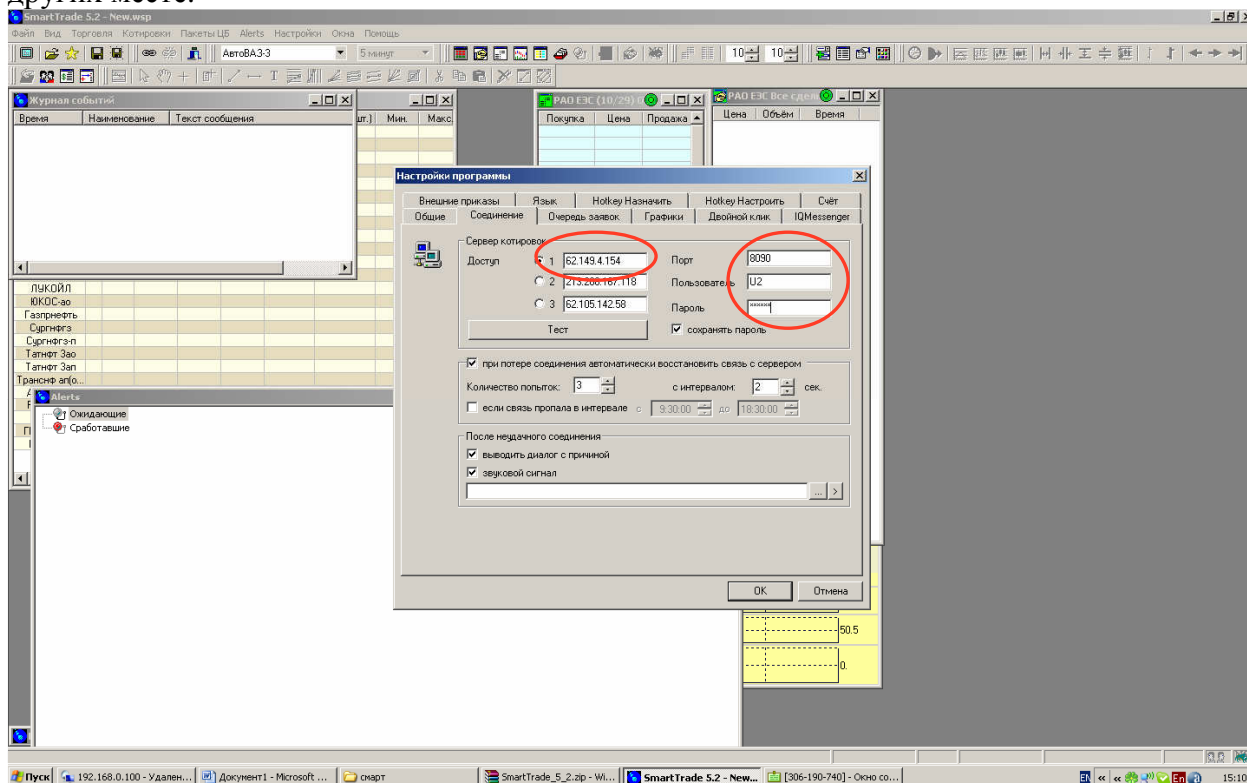 SmartTrade 5.2 - New.wsp
Файл Вид Торговля Котировки Пакеты ЦБ Alerts Настройки Окна Помощь
АвтоВАЗ-3 5 минут 10 10
Журнал событий
Время Наименование Текст сообщения
шт.) Мин. Макс
РАО ЕЭС (10/29)
Покупка Цена Продажа
РАО ЕЭС Все сдел
Цена Объём Время
ЛУКОЙЛ
ЮКОС-ао
Газпрнефть
Сургнфгз
Сургнфгз-п
Татнфт 3ао
Татнфт 3ап
Транснф ап(о...
Alerts
Ожидающие
Сработавшие
Настройки программы
Внешние приказы Язык Hotkey Назначить Hotkey Настроить Счёт
Общие Соединение Очередь заявок Графики Двойной клик IQMessenger
Сервер котировок
Доступ 1 62.149.4.154 Порт 8090
2 Пользователь U2
3 62.105.142.58 Пароль ******
Тест сохранять пароль
при потере соединения автоматически восстановить связь с сервером
Количество попыток: 3 с интервалом: 2 сек.
если связь пропала в интервале с 9:30:00 до 18:30:00
После неудачного соединения
выводить диалог с причиной
звуковой сигнал
... >
OK Отмена
50.5
0.
Пуск 192.168.0.100 - Удален... Документ1 - Microsoft ... смарт SmartTrade_5_2.zip - Wi... SmartTrade 5.2 - New... [306-190-740] - Окно со... EN « « En 15:10